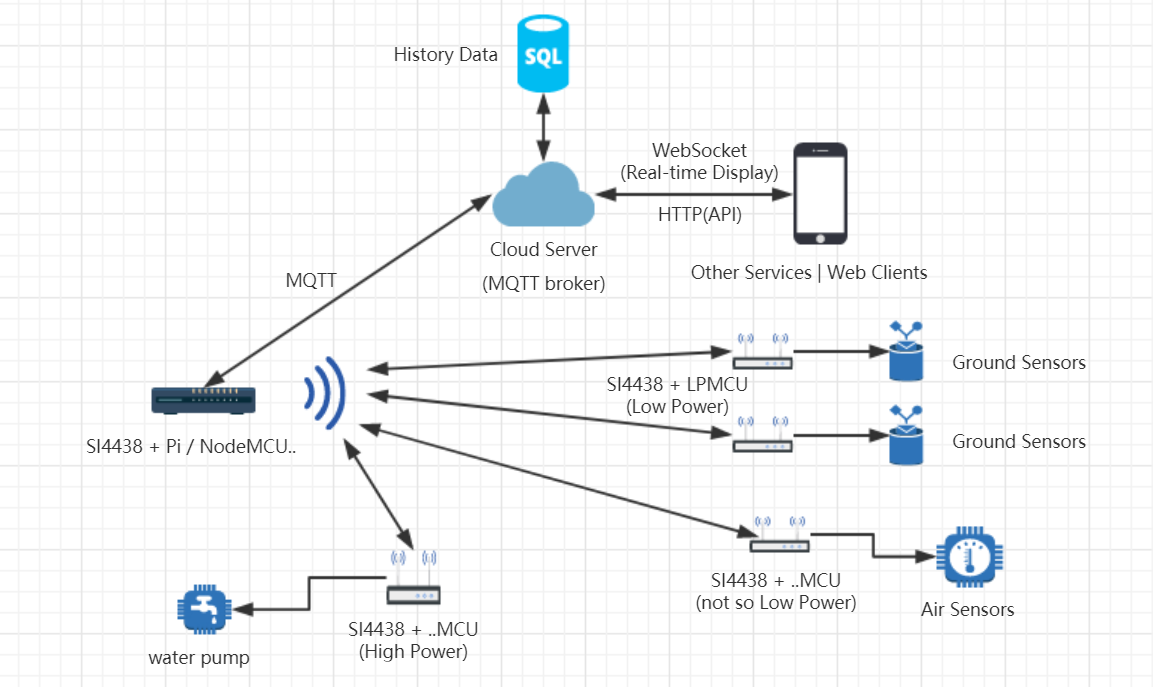 History Data
SQL
WebSocket
(Real-time Display)
HTTP(API)
Cloud Server
(MQTT broker)
Other Services | Web Clients
MQTT
SI4438 + Pi / NodeMCU..
SI4438 + LPMCU
(Low Power)
Ground Sensors
Ground Sensors
SI4438 + ..MCU
(not so Low Power)
Air Sensors
SI4438 + ..MCU
(High Power)
water pump